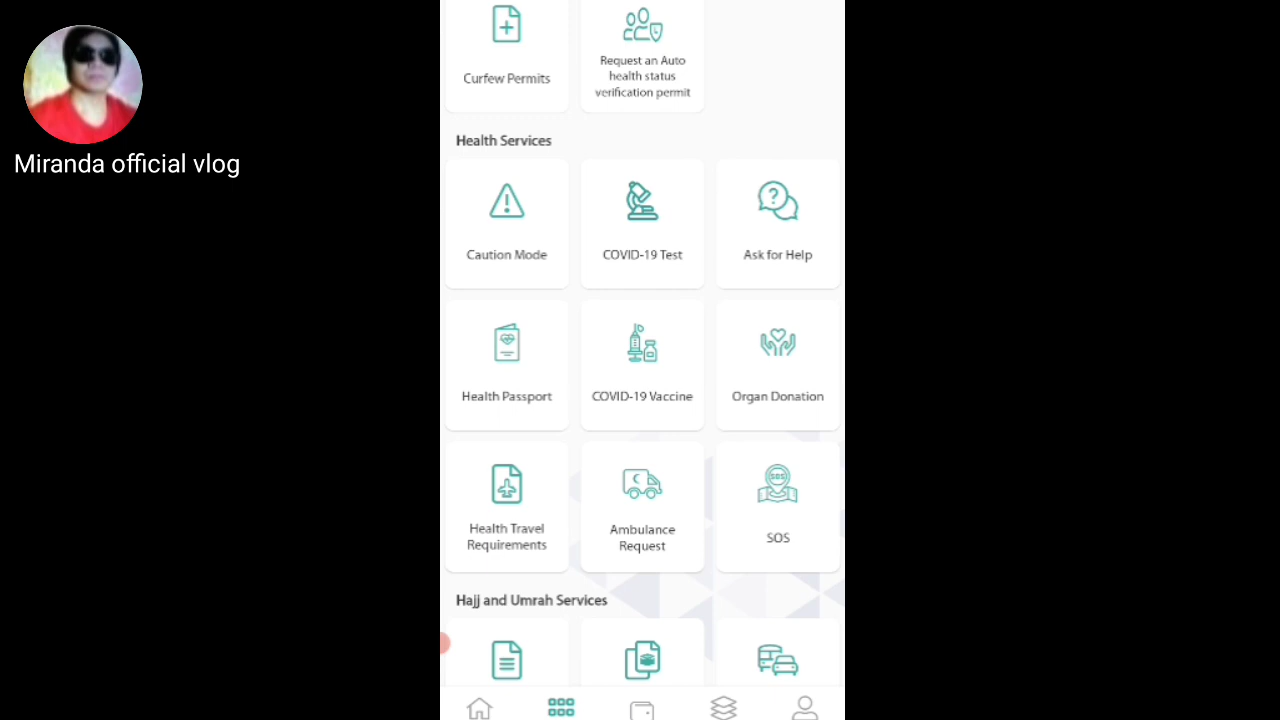 Miranda official vlog
Curfew Permits
Request an Auto
health status
verification permit
Health Services
Caution Mode
COVID-19 Test
Ask for Help
Health Passport
COVID-19 Vaccine
Organ Donation
Health Travel
Requirements
Ambulance
Request
SOS
SOS
Hajj and Umrah Services